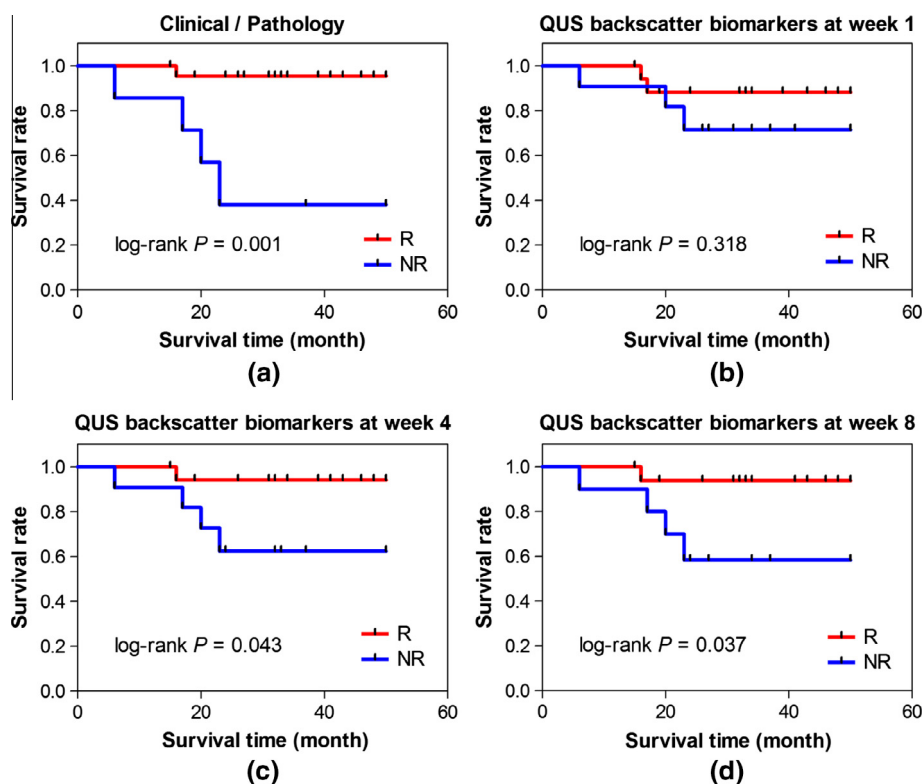 Clinical / Pathology
Survival rate
1.0
0.8
0.6
0.4
0.2
0.0
log-rank P = 0.001
R
NR
0 20 40 60
Survival time (month)
(a)
QUS backscatter biomarkers at week 1
Survival rate
1.0
0.8
0.6
0.4
0.2
0.0
log-rank P = 0.318
R
NR
0 20 40 60
Survival time (month)
(b)
QUS backscatter biomarkers at week 4
Survival rate
1.0
0.8
0.6
0.4
0.2
0.0
log-rank P = 0.043
R
NR
0 20 40 60
Survival time (month)
(c)
QUS backscatter biomarkers at week 8
Survival rate
1.0
0.8
0.6
0.4
0.2
0.0
log-rank P = 0.037
R
NR
0 20 40 60
Survival time (month)
(d)